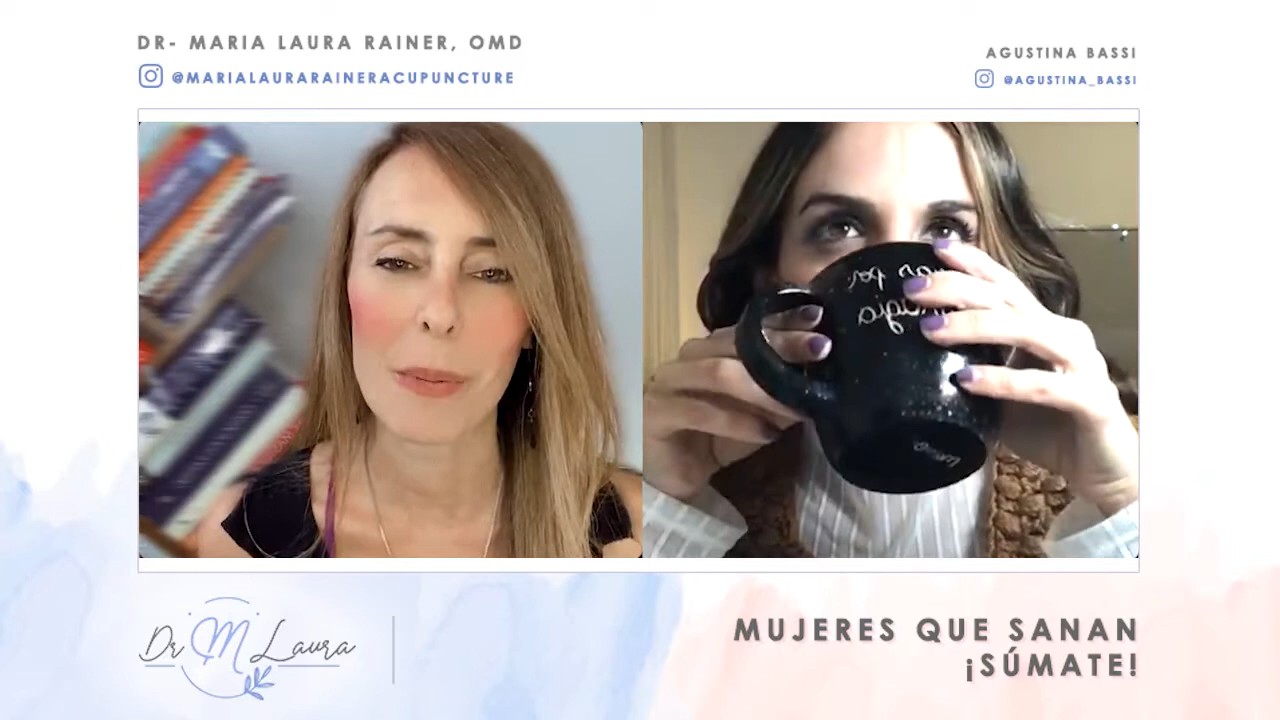 DR- MARIA LAURA RAINER, OMD
@MARIALAURARAINERACUPUNCTURE
AGUSTINA BASSI
@AGUSTINA_BASSI
Dr M Laura
MUJERES QUE SANAN
¡SÚMATE!